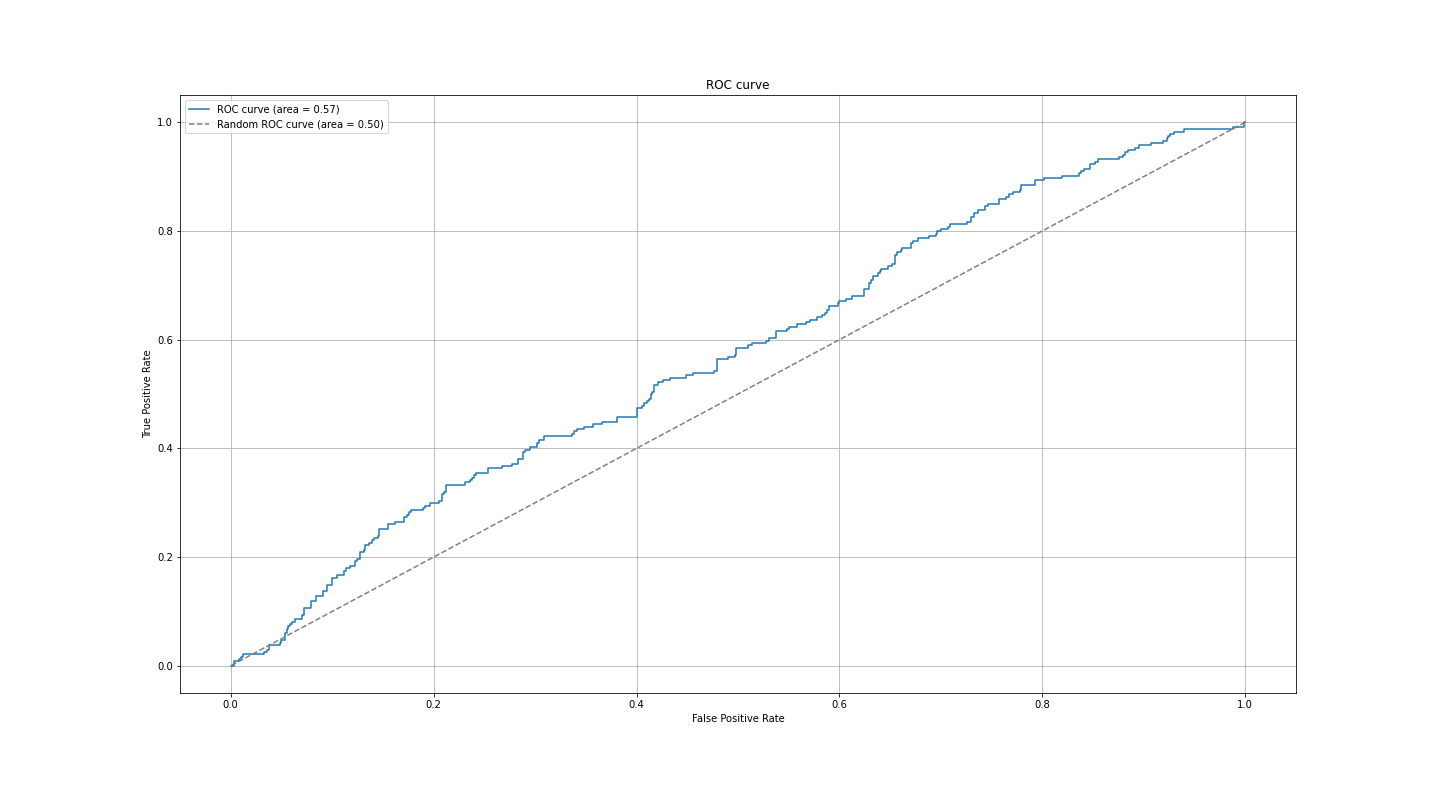 ROC curve
ROC curve (area = 0.57)
Random ROC curve (area = 0.50)
True Positive Rate
1.0
0.8
0.6
0.4
0.2
0.0
0.0 0.2 0.4 0.6 0.8 1.0
False Positive Rate